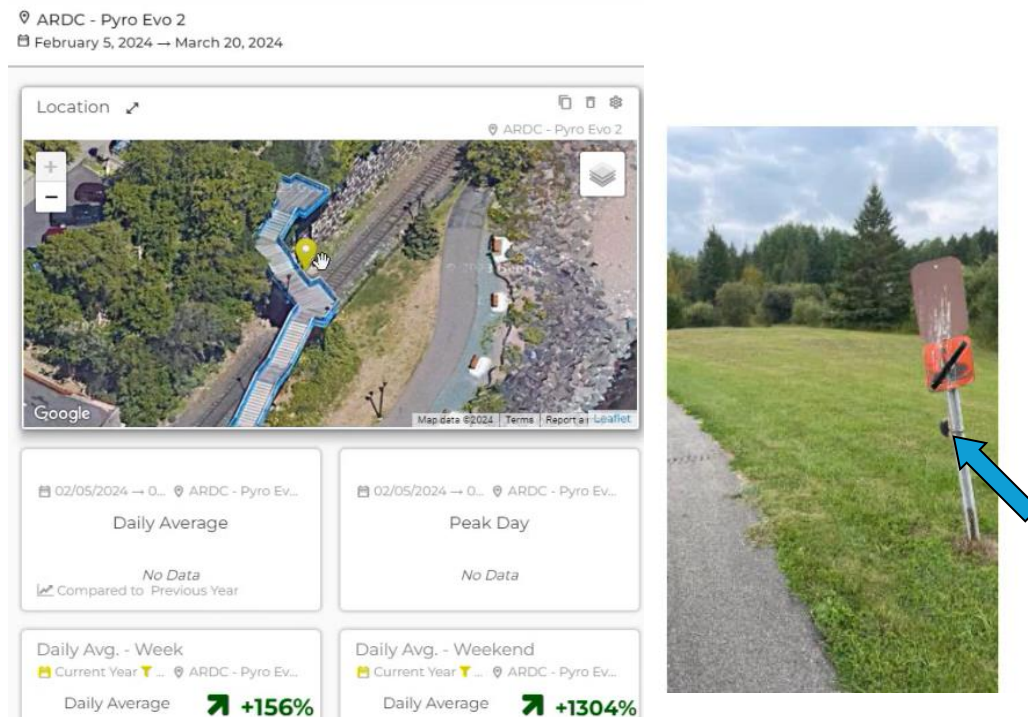 ARDC - Pyro Evo 2
February 5, 2024 → March 20, 2024
Location
ARDC - Pyro Evo 2
+
−
Google
Map data ©2024 Terms Report a Leaflet
02/05/2024 → 0... ARDC - Pyro Ev...
Daily Average
No Data
Compared to Previous Year
02/05/2024 → 0... ARDC - Pyro Ev...
Peak Day
No Data
Daily Avg. - Week
Current Year ... ARDC - Pyro Ev...
Daily Average +156%
Daily Avg. - Weekend
Current Year ... ARDC - Pyro Ev...
Daily Average +1304%